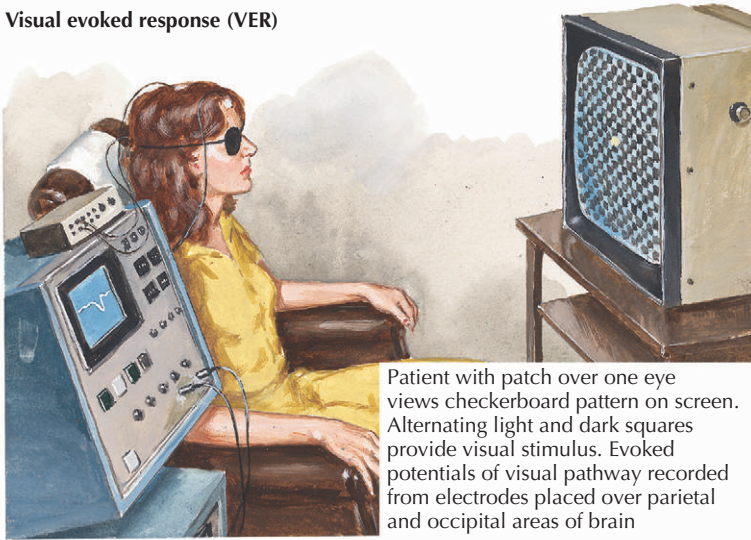 Visual evoked response (VER)
Patient with patch over one eye
views checkerboard pattern on screen.
Alternating light and dark squares
provide visual stimulus. Evoked
potentials of visual pathway recorded
from electrodes placed over parietal
and occipital areas of brain